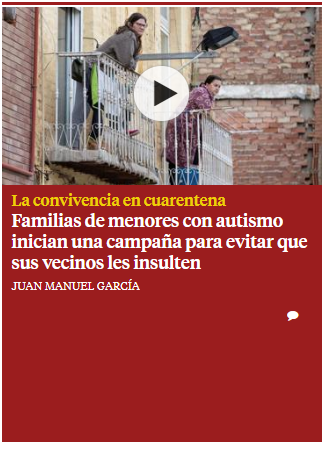 La convivencia en cuarentena
Familias de menores con autismo
inician una campaña para evitar que
sus vecinos les insulten
JUAN MANUEL GARCÍA